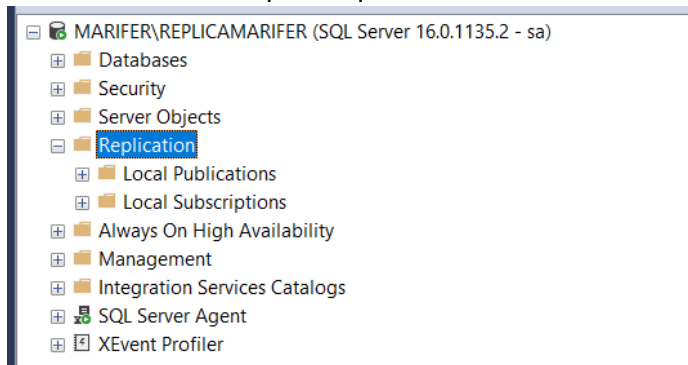 MARIFER\REPLICAMARIFER (SQL Server 16.0.1135.2 - sa)
Databases
Security
Server Objects
Replication
Local Publications
Local Subscriptions
Always On High Availability
Management
Integration Services Catalogs
SQL Server Agent
XEvent Profiler